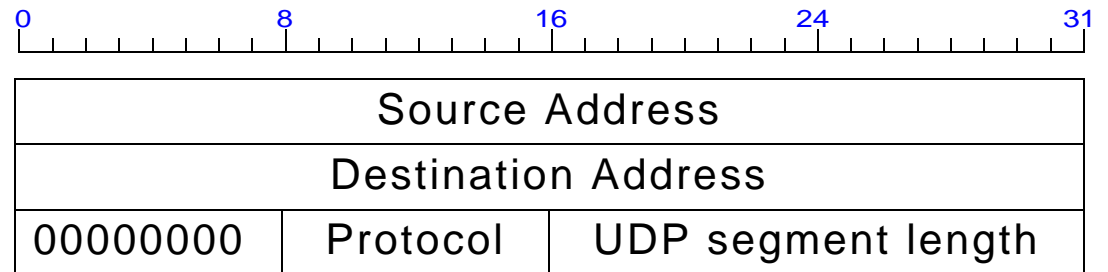 0 8 16 24 31
Source Address
Destination Address
00000000 Protocol UDP segment length